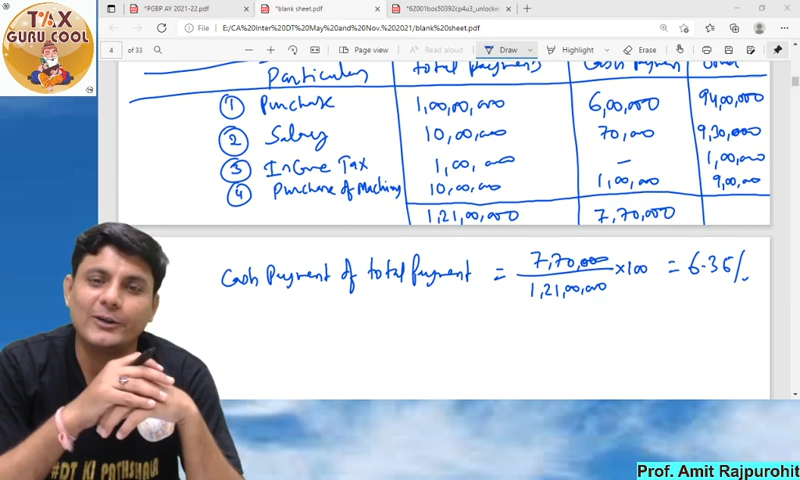 TAX
GURU COOL
*PGBP AY 2021-22.pdf
*blank sheet.pdf
*62001bos50392cp4u3_unlocke
E:/CA%20Inter%20DT%20May%20and%20Nov.%202021/blank%20sheet.pdf
4 of 33 Page view Read aloud Draw Highlight Erase
Particulars Total Payments Cash Payment
① Purchase 1,00,00,000 6,00,000 94,00,000
② Salary 10,00,000 70,000 9,30,000
③ Income Tax 1,00,000 – 1,00,000
④ Purchase of Machinery 10,00,000 1,00,000 9,00,000
1,21,00,000 7,70,000
Cash Payment of total Payment = 7,70,000 / 1,21,00,000 × 100 = 6.36%
#DT KI PATHSHALA
Prof. Amit Rajpurohit